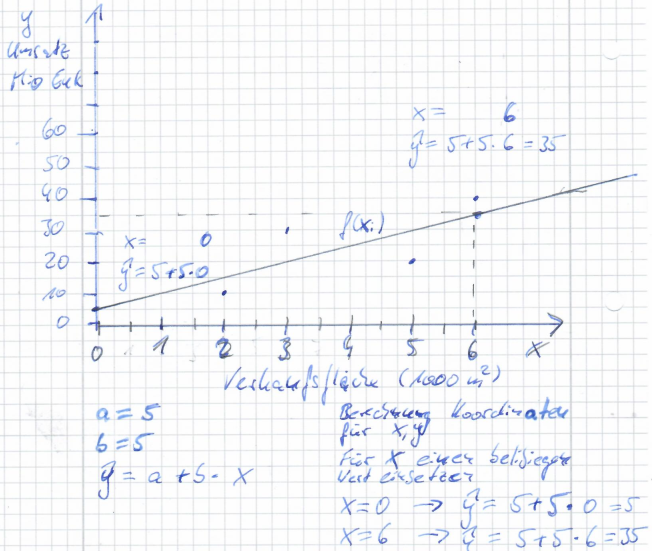 y
Umsatz
Mio Geld
60
50
40
30
20
10
0
x = 6
ŷ = 5+5·6 = 35
f(xᵢ)
x = 0
ŷ = 5+5·0
0 1 2 3 4 5 6 X
Verkaufsfläche (1000 m²)
a = 5
b = 5
ŷ = a + b · x
Berechnung Koordinaten
für x, y
Für X einen beliebigen
Wert einsetzen
X=0 → ŷ = 5+5·0 =5
X=6 → ŷ = 5+5·6 =35